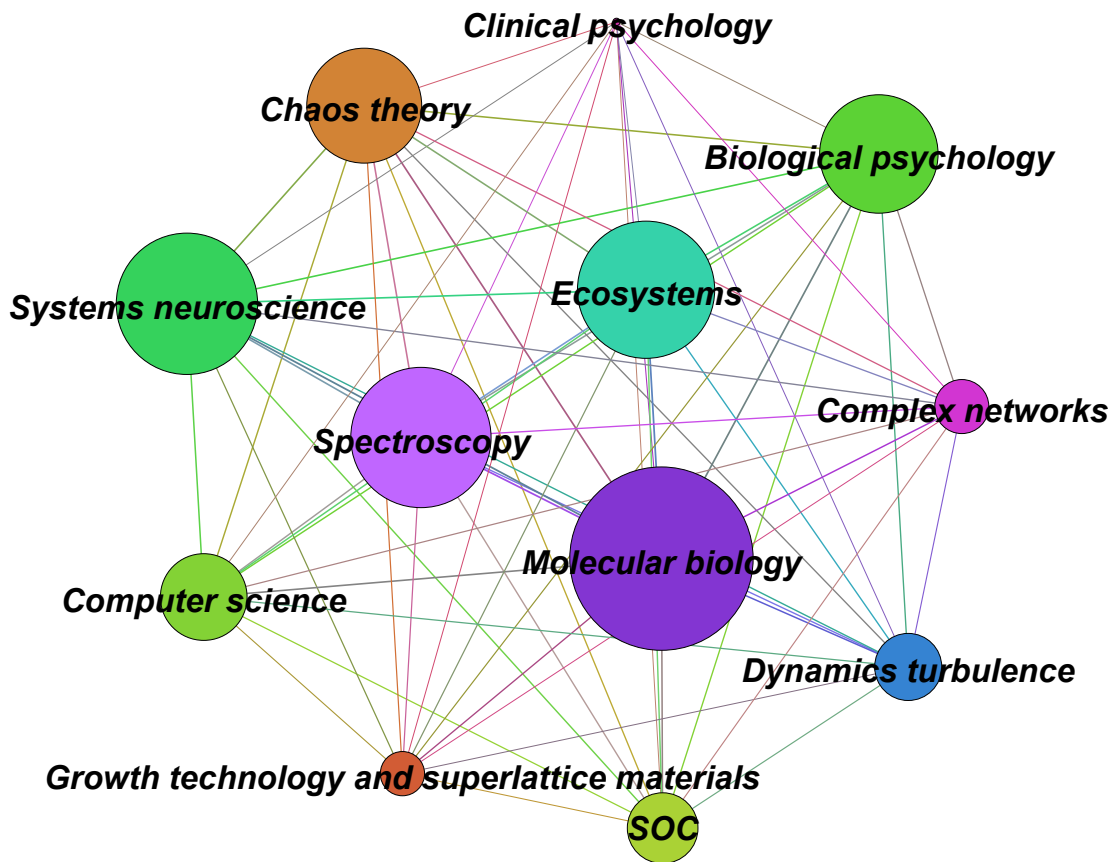 Clinical psychology
Chaos theory
Biological psychology
Ecosystems
Systems neuroscience
Complex networks
Spectroscopy
Molecular biology
Computer science
Dynamics turbulence
Growth technology and superlattice materials
SOC